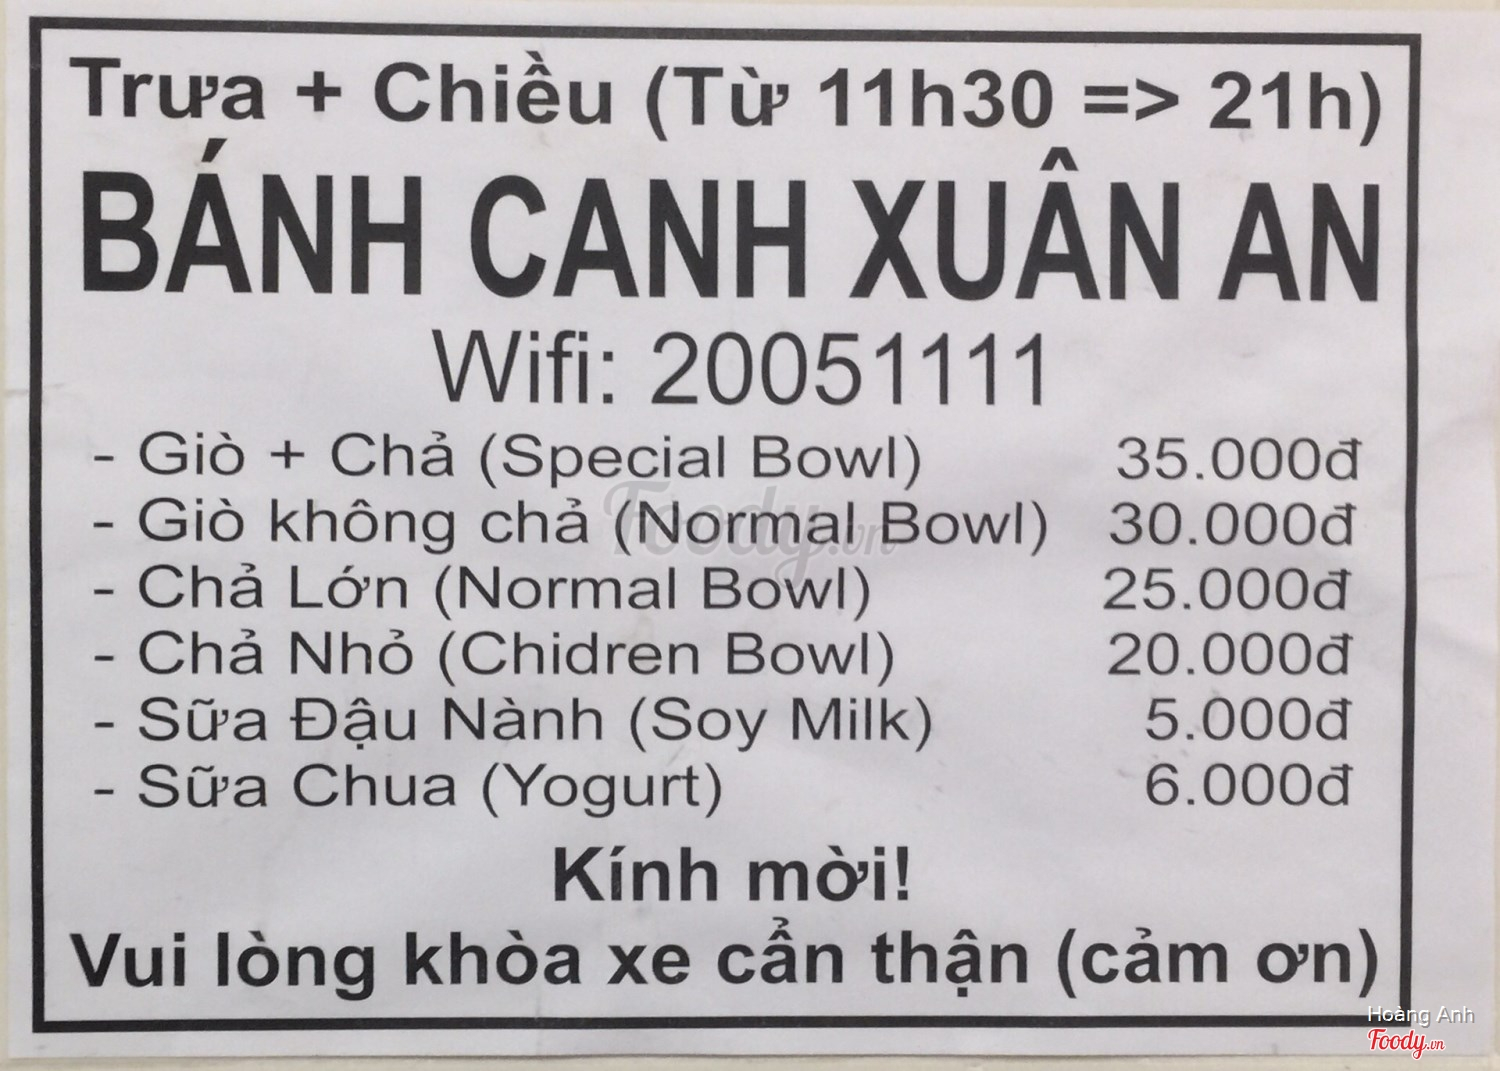 Trưa + Chiều (Từ 11h30 => 21h)
BÁNH CANH XUÂN AN
Wifi: 20051111
- Giò + Chả (Special Bowl) 35.000đ
- Giò không chả (Normal Bowl) 30.000đ
- Chả Lớn (Normal Bowl) 25.000đ
- Chả Nhỏ (Chidren Bowl) 20.000đ
- Sữa Đậu Nành (Soy Milk) 5.000đ
- Sữa Chua (Yogurt) 6.000đ
Kính mời!
Vui lòng khòa xe cẩn thận (cảm ơn)
Foody.vn
Hoàng Anh
Foody.vn